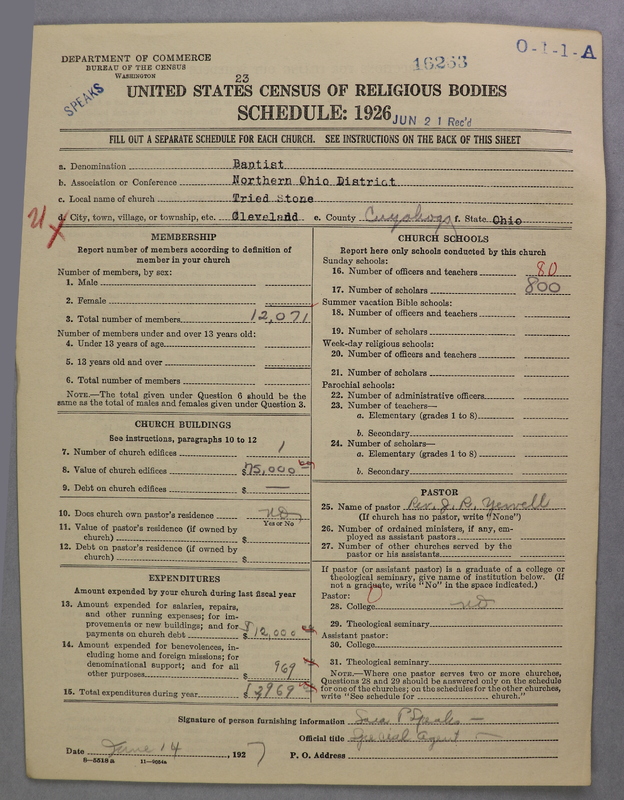 DEPARTMENT OF COMMERCE
BUREAU OF THE CENSUS
WASHINGTON
SPEAKS
16263
O-1-1-A
23
UNITED STATES CENSUS OF RELIGIOUS BODIES
SCHEDULE: 1926
JUN 21 Rec'd
FILL OUT A SEPARATE SCHEDULE FOR EACH CHURCH. SEE INSTRUCTIONS ON THE BACK OF THIS SHEET
a. Denomination Baptist
b. Association or Conference Northern Ohio District
c. Local name of church Tried Stone
d. City, town, village, or township, etc. Cleveland e. County Cuyahoga f. State Ohio
MEMBERSHIP
Report number of members according to definition of member in your church
Number of members, by sex:
1. Male
2. Female
3. Total number of members 12,071
Number of members under and over 13 years old:
4. Under 13 years of age
5. 13 years old and over
6. Total number of members
NOTE.—The total given under Question 6 should be the same as the total of males and females given under Question 3.
CHURCH BUILDINGS
See instructions, paragraphs 10 to 12
7. Number of church edifices 1
8. Value of church edifices $75,000
9. Debt on church edifices $ —
10. Does church own pastor's residence no
Yes or No
11. Value of pastor's residence (if owned by church) $
12. Debt on pastor's residence (if owned by church) $
EXPENDITURES
Amount expended by your church during last fiscal year
13. Amount expended for salaries, repairs, and other running expenses; for improvements or new buildings; and for payments on church debt $12,000
14. Amount expended for benevolences, including home and foreign missions; for denominational support; and for all other purposes $ 969
15. Total expenditures during year
CHURCH SCHOOLS
Report here only schools conducted by this church
Sunday schools:
16. Number of officers and teachers 80
17. Number of scholars 800
Summer vacation Bible schools:
18. Number of officers and teachers
19. Number of scholars
Week-day religious schools:
20. Number of officers and teachers
21. Number of scholars
Parochial schools:
22. Number of administrative officers
23. Number of teachers—
a. Elementary (grades 1 to 8)
b. Secondary
24. Number of scholars—
a. Elementary (grades 1 to 8)
b. Secondary
PASTOR
25. Name of pastor Rev. J. R.
(If church has no pastor, write "None")
26. Number of ordained ministers, if any, employed as assistant pastors
27. Number of other churches served by the pastor or his assistants
If pastor (or assistant pastor) is a graduate of a college or theological seminary, give name of institution below. (If not a graduate, write "No" in the space indicated.)
Pastor:
28. College no
29. Theological seminary
Assistant pastor:
30. College
31. Theological seminary
NOTE.—Where one pastor serves two or more churches, Questions 28 and 29 should be answered only on the schedule for one of the churches; on the schedules for the other churches, write "See schedule for church."
Signature of person furnishing information Sara P Speaks
Official title Special Agent
Date June 14, 1927 P. O. Address
8—5518a 11—9054a